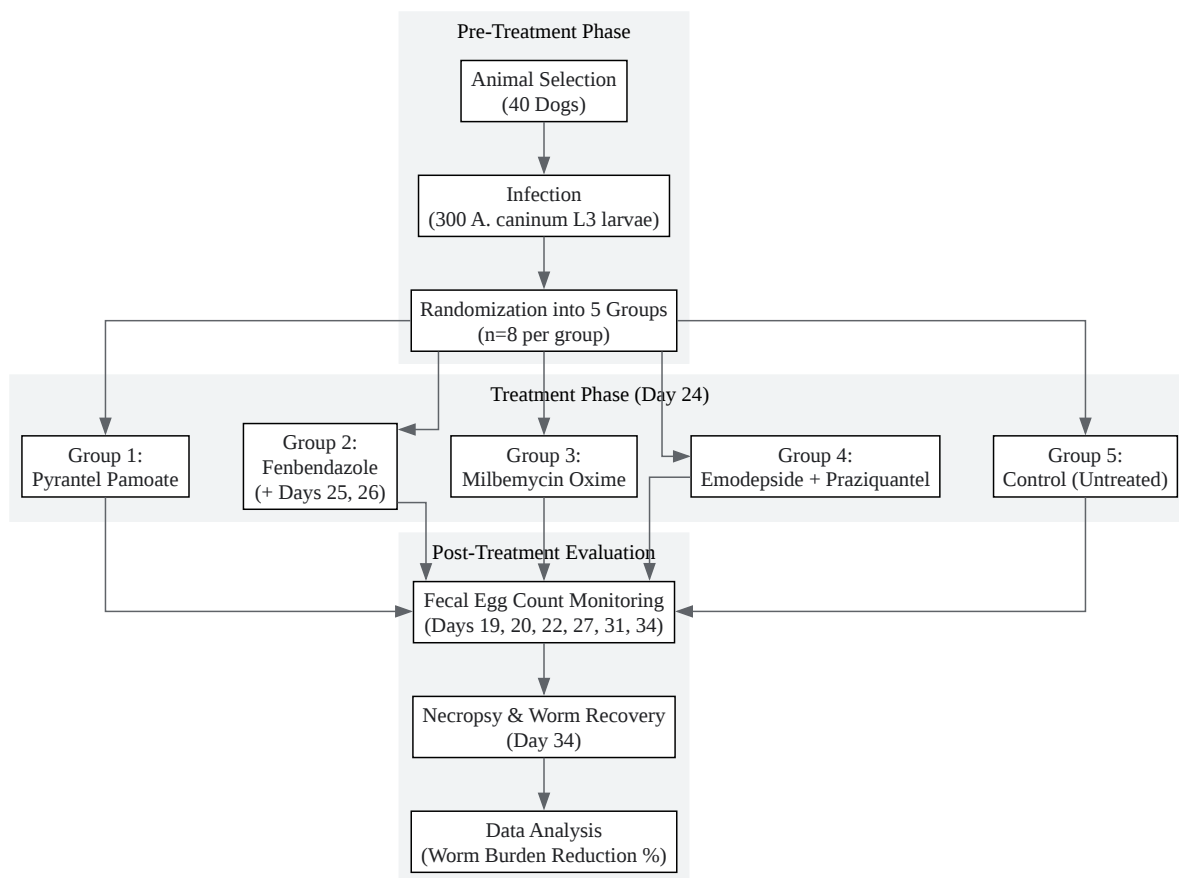 Pre-Treatment Phase
Animal Selection
(40 Dogs)
Infection
(300 A. caninum L3 larvae)
Randomization into 5 Groups
(n=8 per group)
Treatment Phase (Day 24)
Group 1:
Pyrantel Pamoate
Group 2:
Fenbendazole
(+ Days 25, 26)
Group 3:
Milbemycin Oxime
Group 4:
Emodepside + Praziquantel
Group 5:
Control (Untreated)
Post-Treatment Evaluation
Fecal Egg Count Monitoring
(Days 19, 20, 22, 27, 31, 34)
Necropsy & Worm Recovery
(Day 34)
Data Analysis
(Worm Burden Reduction %)